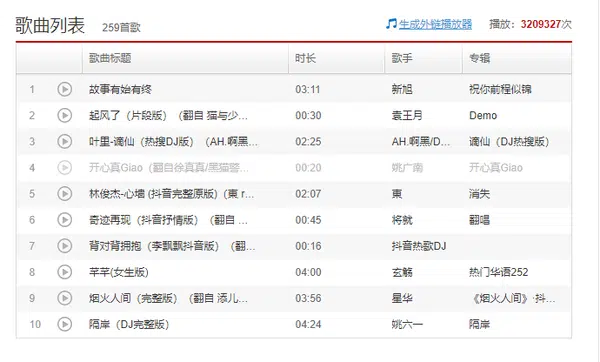 歌曲列表 259首歌 生成外链播放器 播放：3209327次
歌曲标题 时长 歌手 专辑
1 故事有始有终 03:11 新旭 祝你前程似锦
2 起风了（片段版）（翻自 猫与少... 00:30 袁王月 Demo
3 叶里-谪仙（热搜DJ版）（AH.啊黑... 02:25 AH.啊黑/D... 谪仙（DJ热搜版）
4 开心真Giao（翻自徐真真/黑猫警... 00:20 姚广南 开心真Giao
5 林俊杰-心墙 (抖音完整原版)（東 r... 02:07 東 消失
6 奇迹再现（抖音抒情版）（翻自 ... 00:45 将就 翻唱
7 背对背拥抱（李飘飘抖音版）（翻... 00:16 抖音热歌DJ
8 芊芊(女生版) 04:00 玄觞 热门华语252
9 烟火人间（完整版）（翻自 添儿... 03:56 星华 《烟火人间》·抖...
10 隔岸（DJ完整版） 04:24 姚六一 隔岸